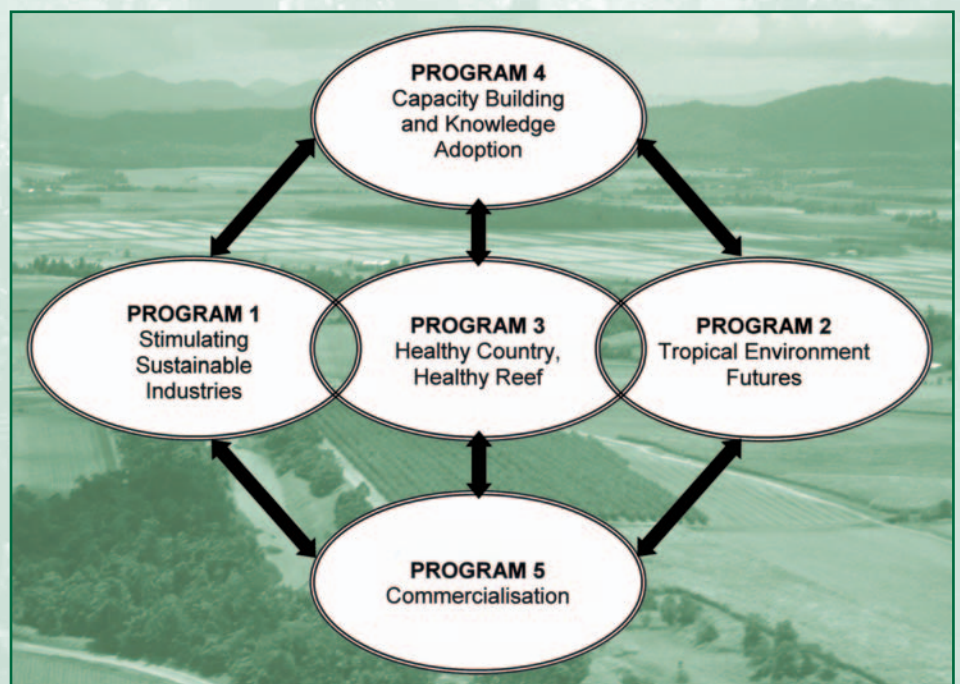 PROGRAM 4
Capacity Building
and Knowledge
Adoption
PROGRAM 1
Stimulating
Sustainable
Industries
PROGRAM 3
Healthy Country,
Healthy Reef
PROGRAM 2
Tropical Environment
Futures
PROGRAM 5
Commercialisation